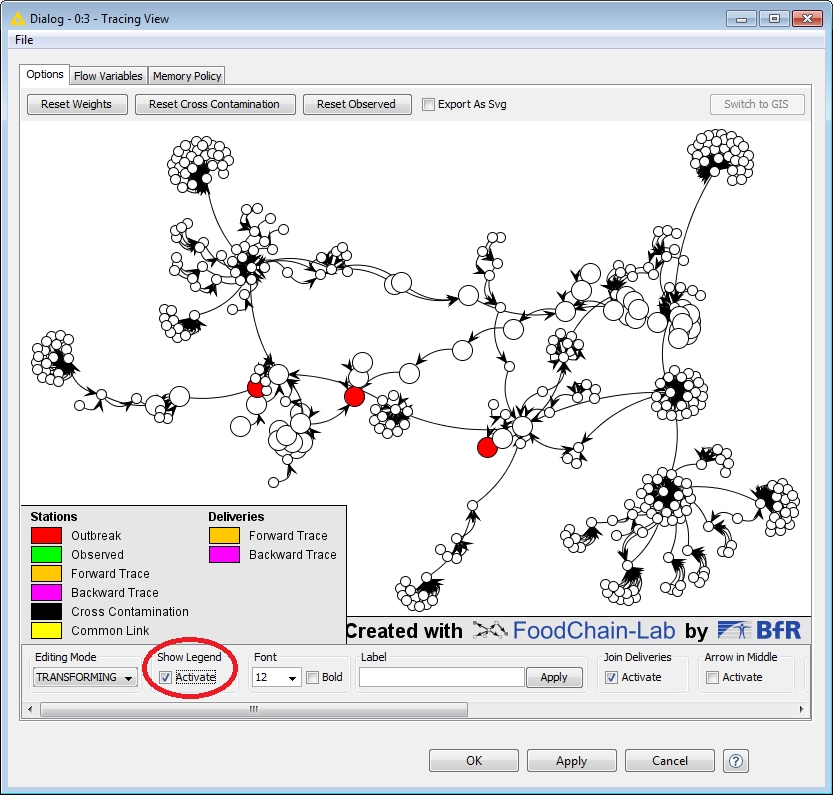 Dialog - 0:3 - Tracing View
File
Options Flow Variables Memory Policy
Reset Weights Reset Cross Contamination Reset Observed Export As Svg Switch to GIS
Stations Deliveries
Outbreak Forward Trace
Observed Backward Trace
Forward Trace
Backward Trace
Cross Contamination
Common Link
Created with FoodChain-Lab by BfR
Editing Mode Show Legend Font Label Join Deliveries Arrow in Middle
TRANSFORMING Activate 12 Bold Apply Activate Activate
OK Apply Cancel ?